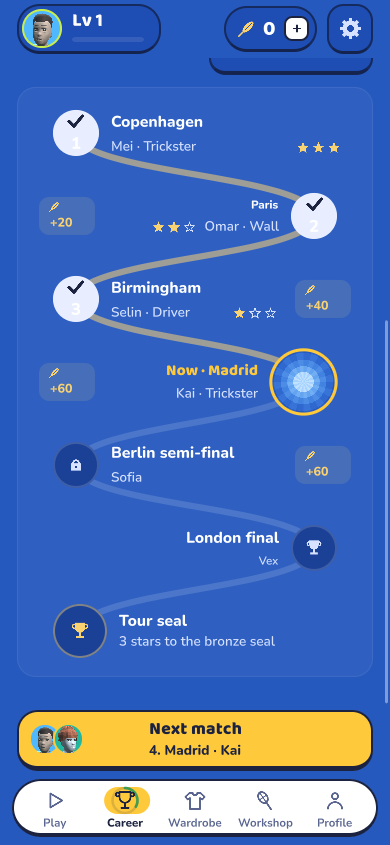 Lv 1
0
+
Copenhagen
1
Mei · Trickster
Paris
+20
Omar · Wall
2
Birmingham
3
Selin · Driver
+40
Now · Madrid
+60
Kai · Trickster
Berlin semi-final
Sofia
+60
London final
Vex
Tour seal
3 stars to the bronze seal
Next match
4. Madrid · Kai
Play
Career
Wardrobe
Workshop
Profile